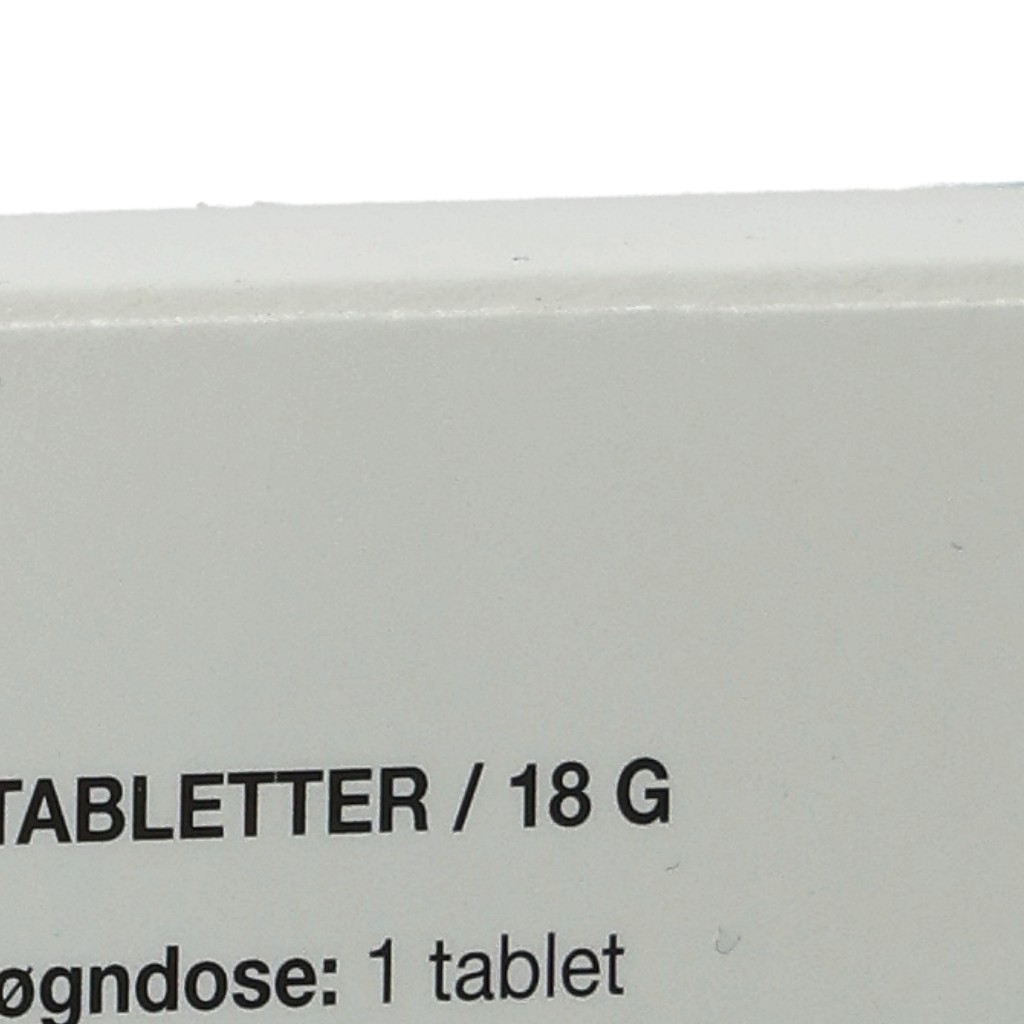 TABLETTER / 18 G
øgndose: 1 tablet